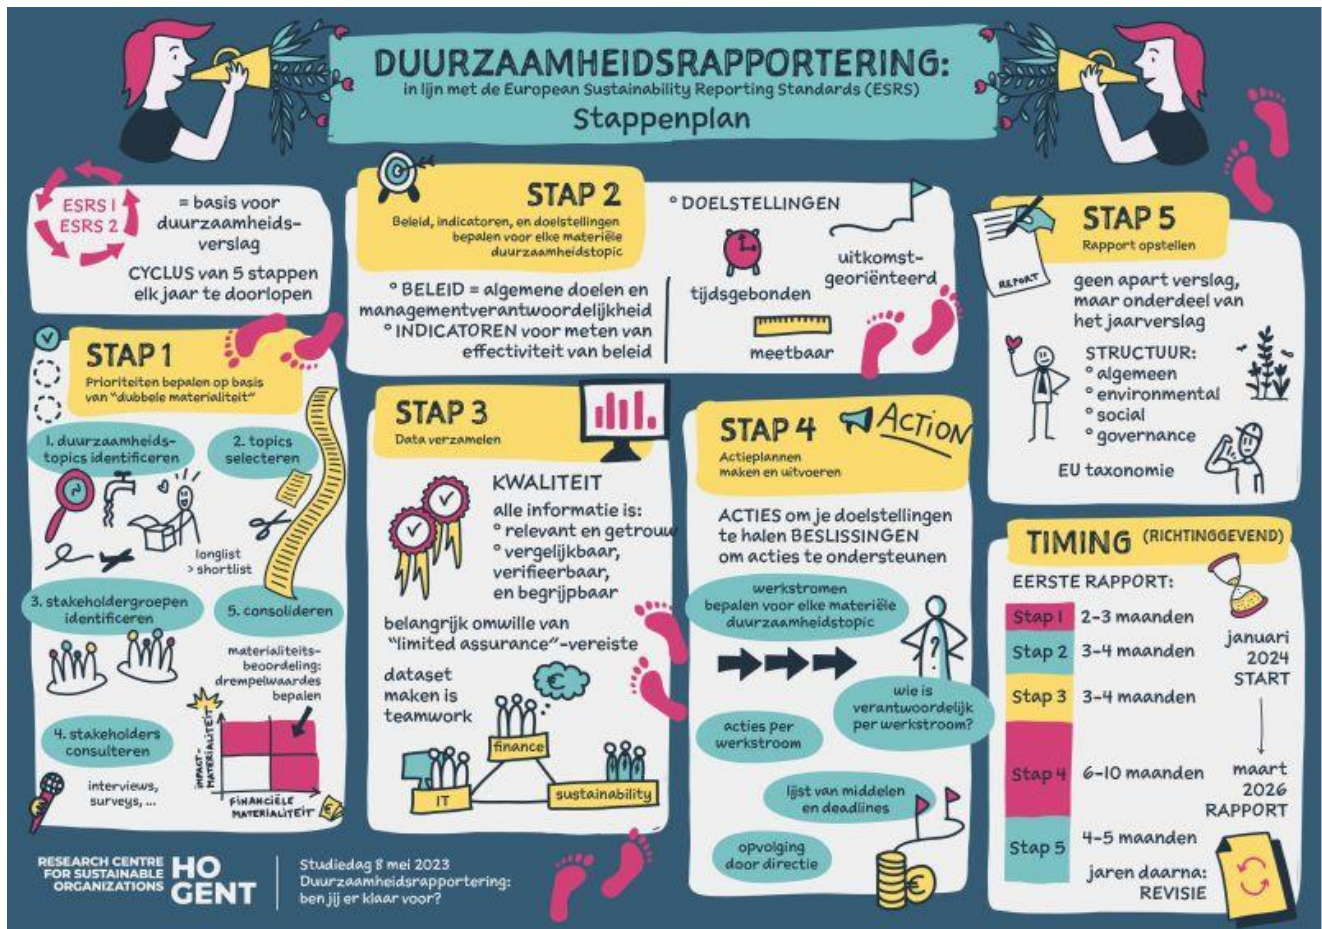 DUURZAAMHEIDSRAPPORTERING:
in lijn met de European Sustainability Reporting Standards (ESRS)
Stappenplan
ESRS 1
ESRS 2
= basis voor
duurzaamheids-
verslag
CYCLUS van 5 stappen
elk jaar te doorlopen
STAP 1
Prioriteiten bepalen op basis
van "dubbele materialiteit"
1. duurzaamheids-
topics identificeren
2. topics
selecteren
longlist
> shortlist
3. stakeholdergroepen
identificeren
5. consolideren
materialiteits-
beoordeling:
drempelwaardes
bepalen
4. stakeholders
consulteren
interviews,
surveys, ...
IMPACT-
MATERIALITEIT
FINANCIËLE
MATERIALITEIT
€
STAP 2
Beleid, indicatoren, en doelstellingen
bepalen voor elke materiële
duurzaamheidstopic
° BELEID = algemene doelen en
managementverantwoordelijkheid
° INDICATOREN voor meten van
effectiviteit van beleid
° DOELSTELLINGEN
uitkomst-
georiënteerd
tijdsgebonden
meetbaar
STAP 3
Data verzamelen
KWALITEIT
alle informatie is:
° relevant en getrouw
° vergelijkbaar,
verifieerbaar,
en begrijpbaar
belangrijk omwille van
"limited assurance"-vereiste
dataset
maken is
teamwork
€
finance
IT
sustainability
STAP 4
ACTION
Actieplannen
maken en uitvoeren
ACTIES om je doelstellingen
te halen BESLISSINGEN
om acties te ondersteunen
werkstromen
bepalen voor elke materiële
duurzaamheidstopic
?
wie is
verantwoordelijk
per werkstroom?
acties per
werkstroom
lijst van middelen
en deadlines
opvolging
door directie
€
STAP 5
Rapport opstellen
REPORT
geen apart verslag,
maar onderdeel van
het jaarverslag
STRUCTUUR:
° algemeen
° environmental
° social
° governance
EU taxonomie
TIMING (RICHTINGGEVEND)
EERSTE RAPPORT:
Stap 1 2-3 maanden
Stap 2 3-4 maanden
Stap 3 3-4 maanden
Stap 4 6-10 maanden
Stap 5 4-5 maanden
januari
2024
START
maart
2026
RAPPORT
jaren daarna:
REVISIE
RESEARCH CENTRE
FOR SUSTAINABLE
ORGANIZATIONS
HO
GENT
Studiedag 8 mei 2023
Duurzaamheidsrapportering:
ben jij er klaar voor?